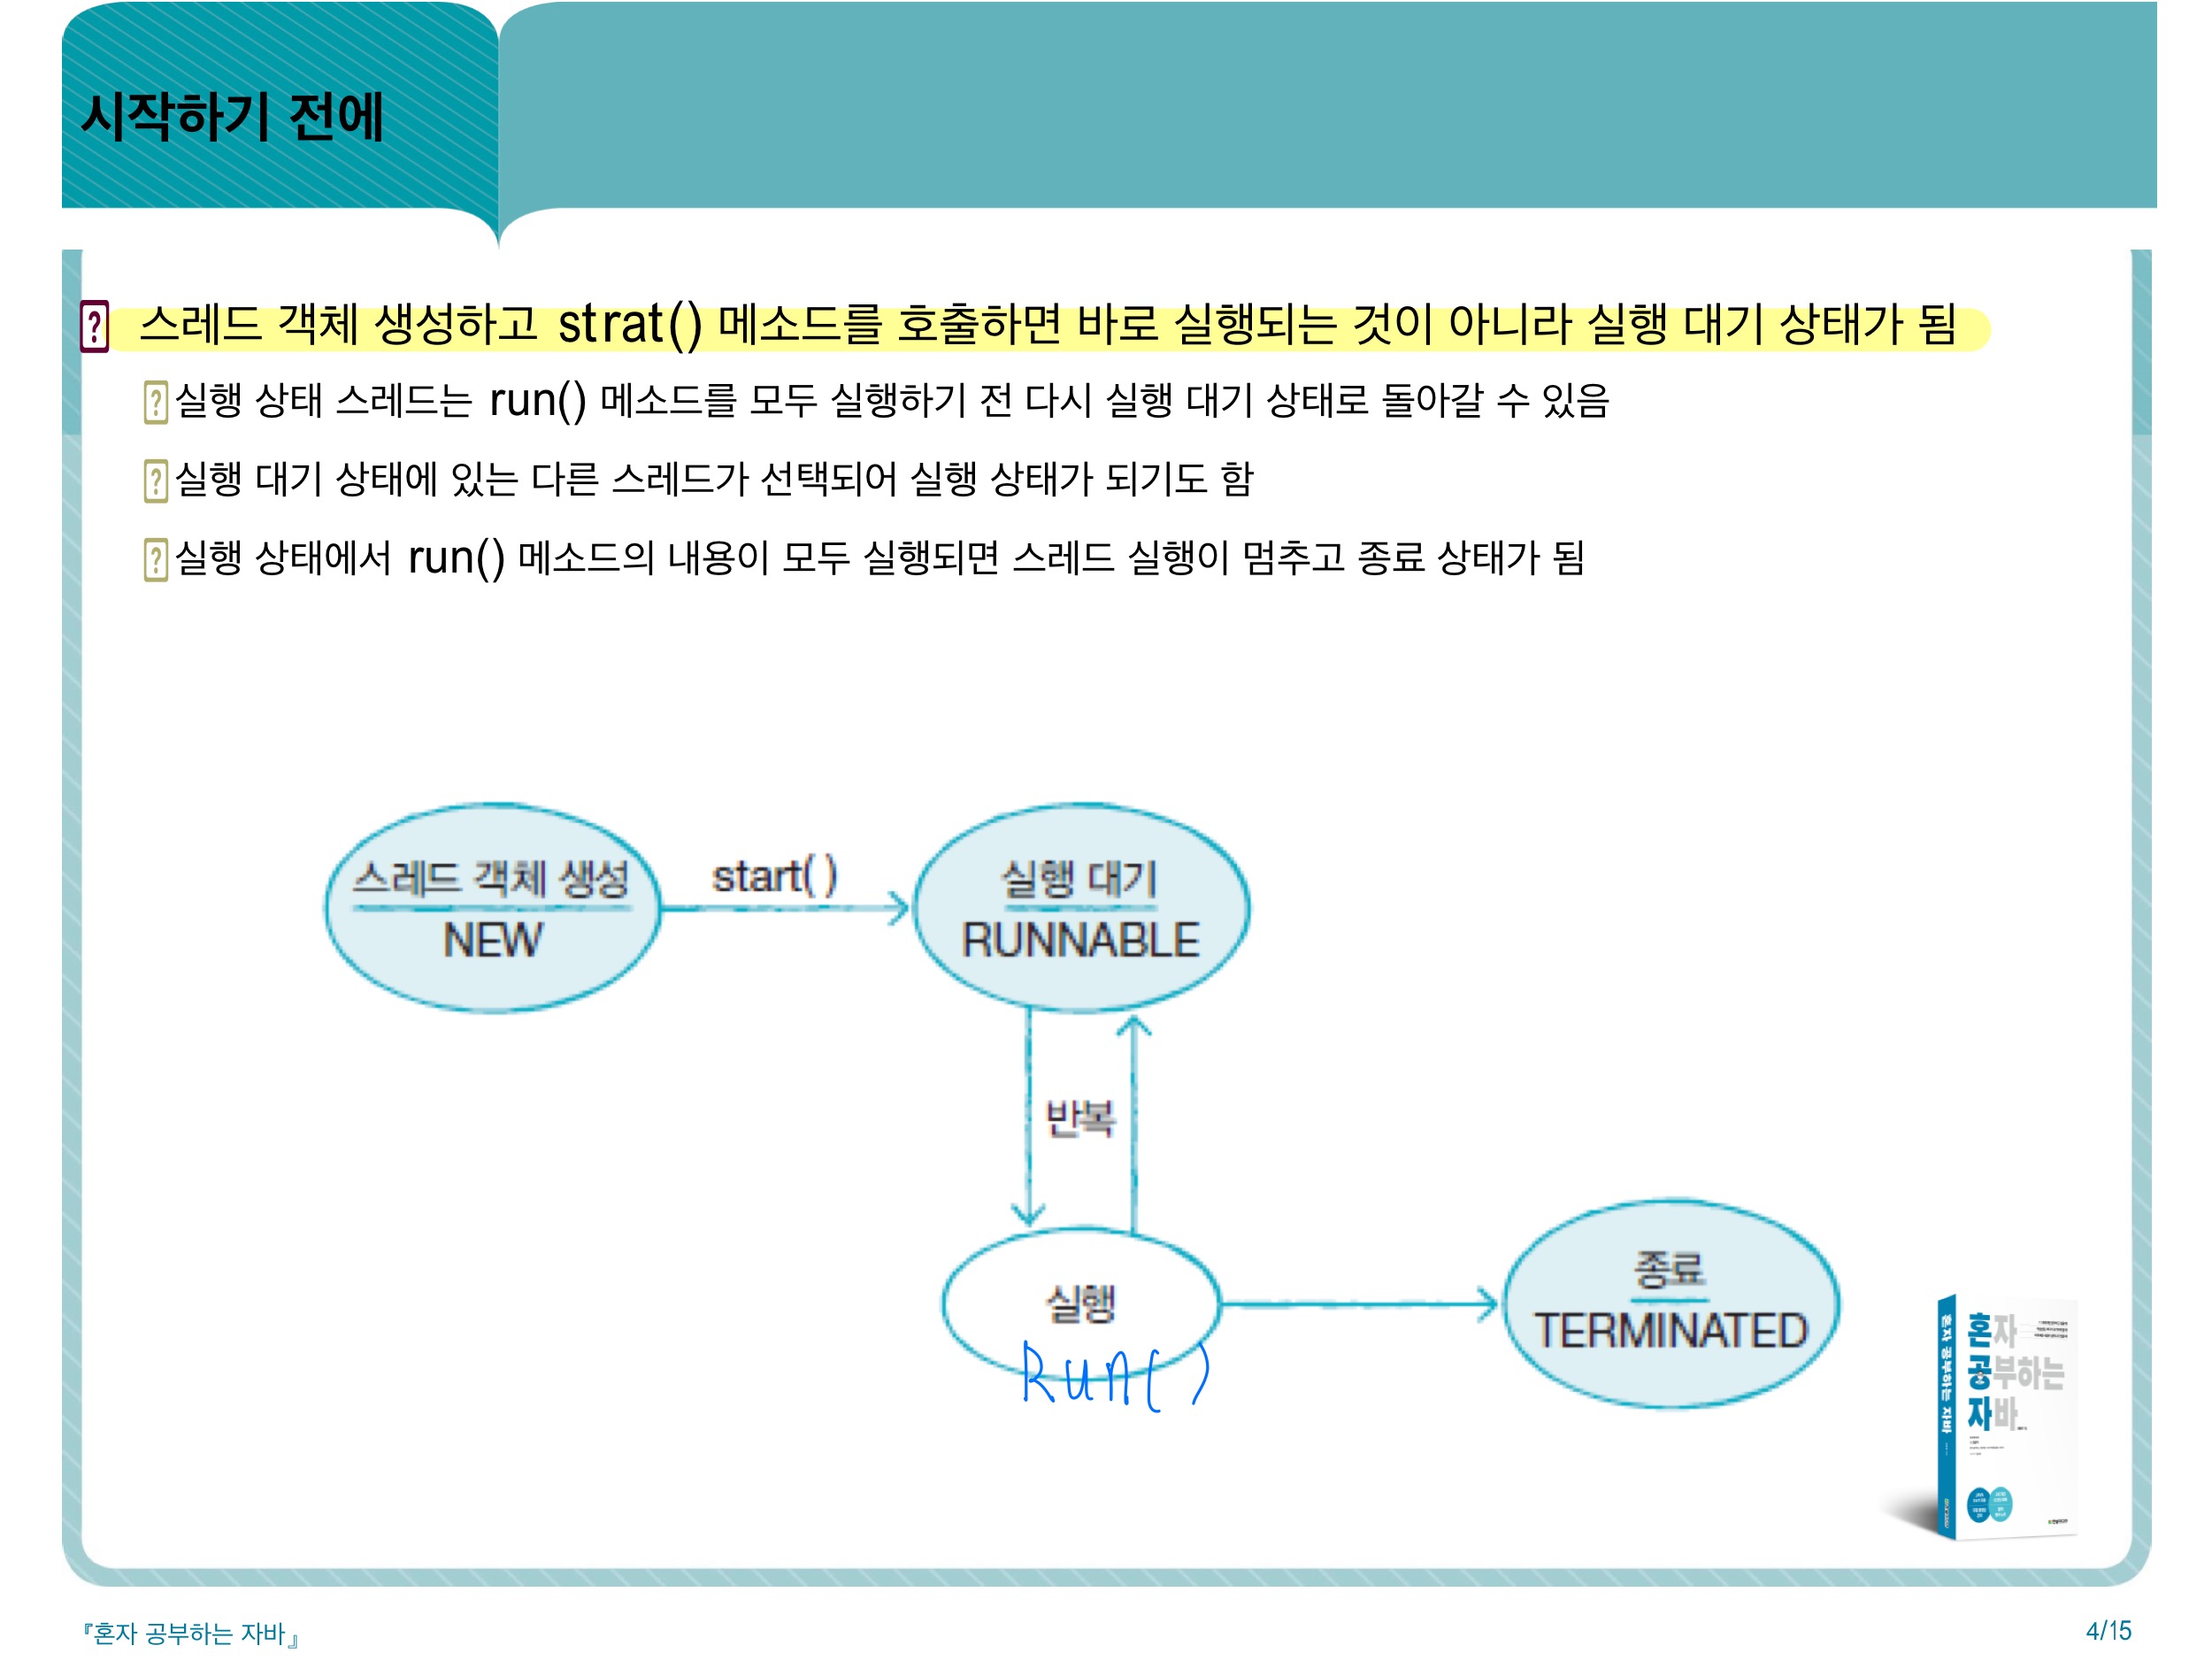 시작하기 전에
스레드 객체 생성하고 strat() 메소드를 호출하면 바로 실행되는 것이 아니라 실행 대기 상태가 됨
실행 상태 스레드는 run() 메소드를 모두 실행하기 전 다시 실행 대기 상태로 돌아갈 수 있음
실행 대기 상태에 있는 다른 스레드가 선택되어 실행 상태가 되기도 함
실행 상태에서 run() 메소드의 내용이 모두 실행되면 스레드 실행이 멈추고 종료 상태가 됨
스레드 객체 생성
NEW
start()
실행 대기
RUNNABLE
반복
실행
Run()
종료
TERMINATED
혼자 공부하는 자바
혼자
공부하는
자바
『혼자 공부하는 자바』
4/15